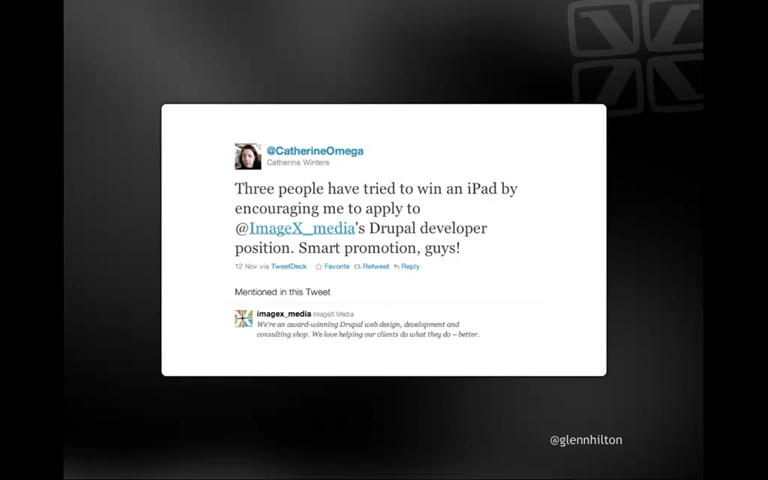 @CatherineOmega
Catherine Winters
Three people have tried to win an iPad by
encouraging me to apply to
@ImageX_media's Drupal developer
position. Smart promotion, guys!
12 Nov via TweetDeck Favorite Retweet Reply
Mentioned in this Tweet
imagex_media ImageX Media
We're an award-winning Drupal web design, development and
consulting shop. We love helping our clients do what they do – better.
@glennhilton